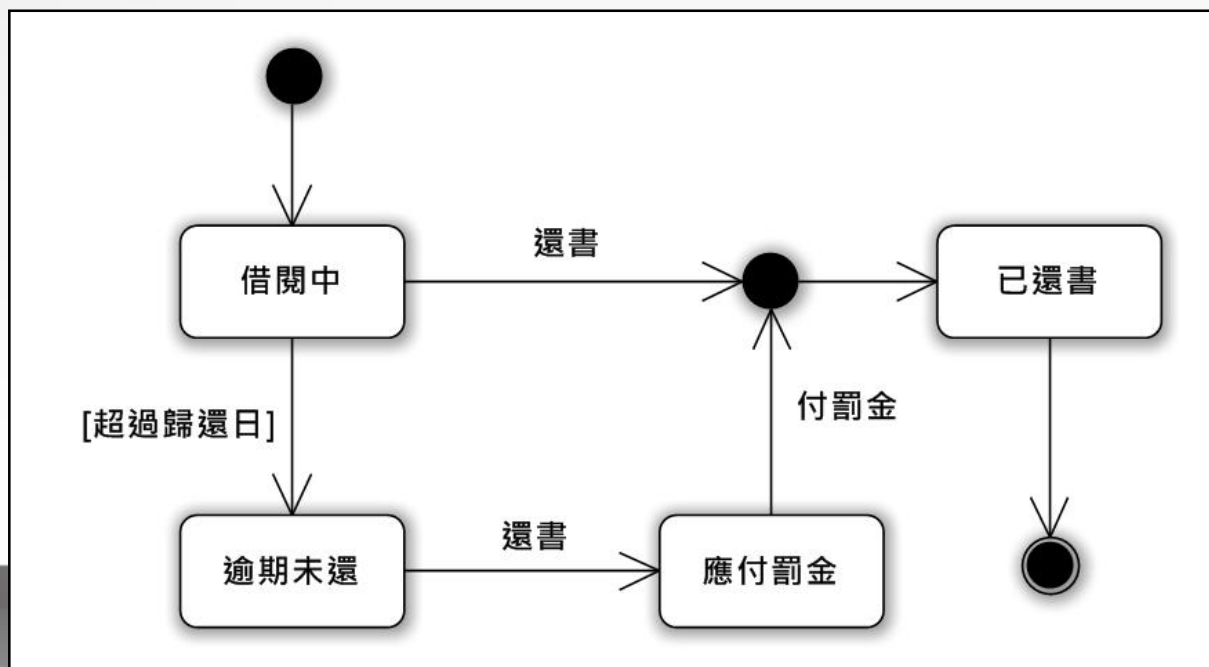 還書
借閱中
已還書
[超過歸還日]
付罰金
還書
逾期未還
應付罰金